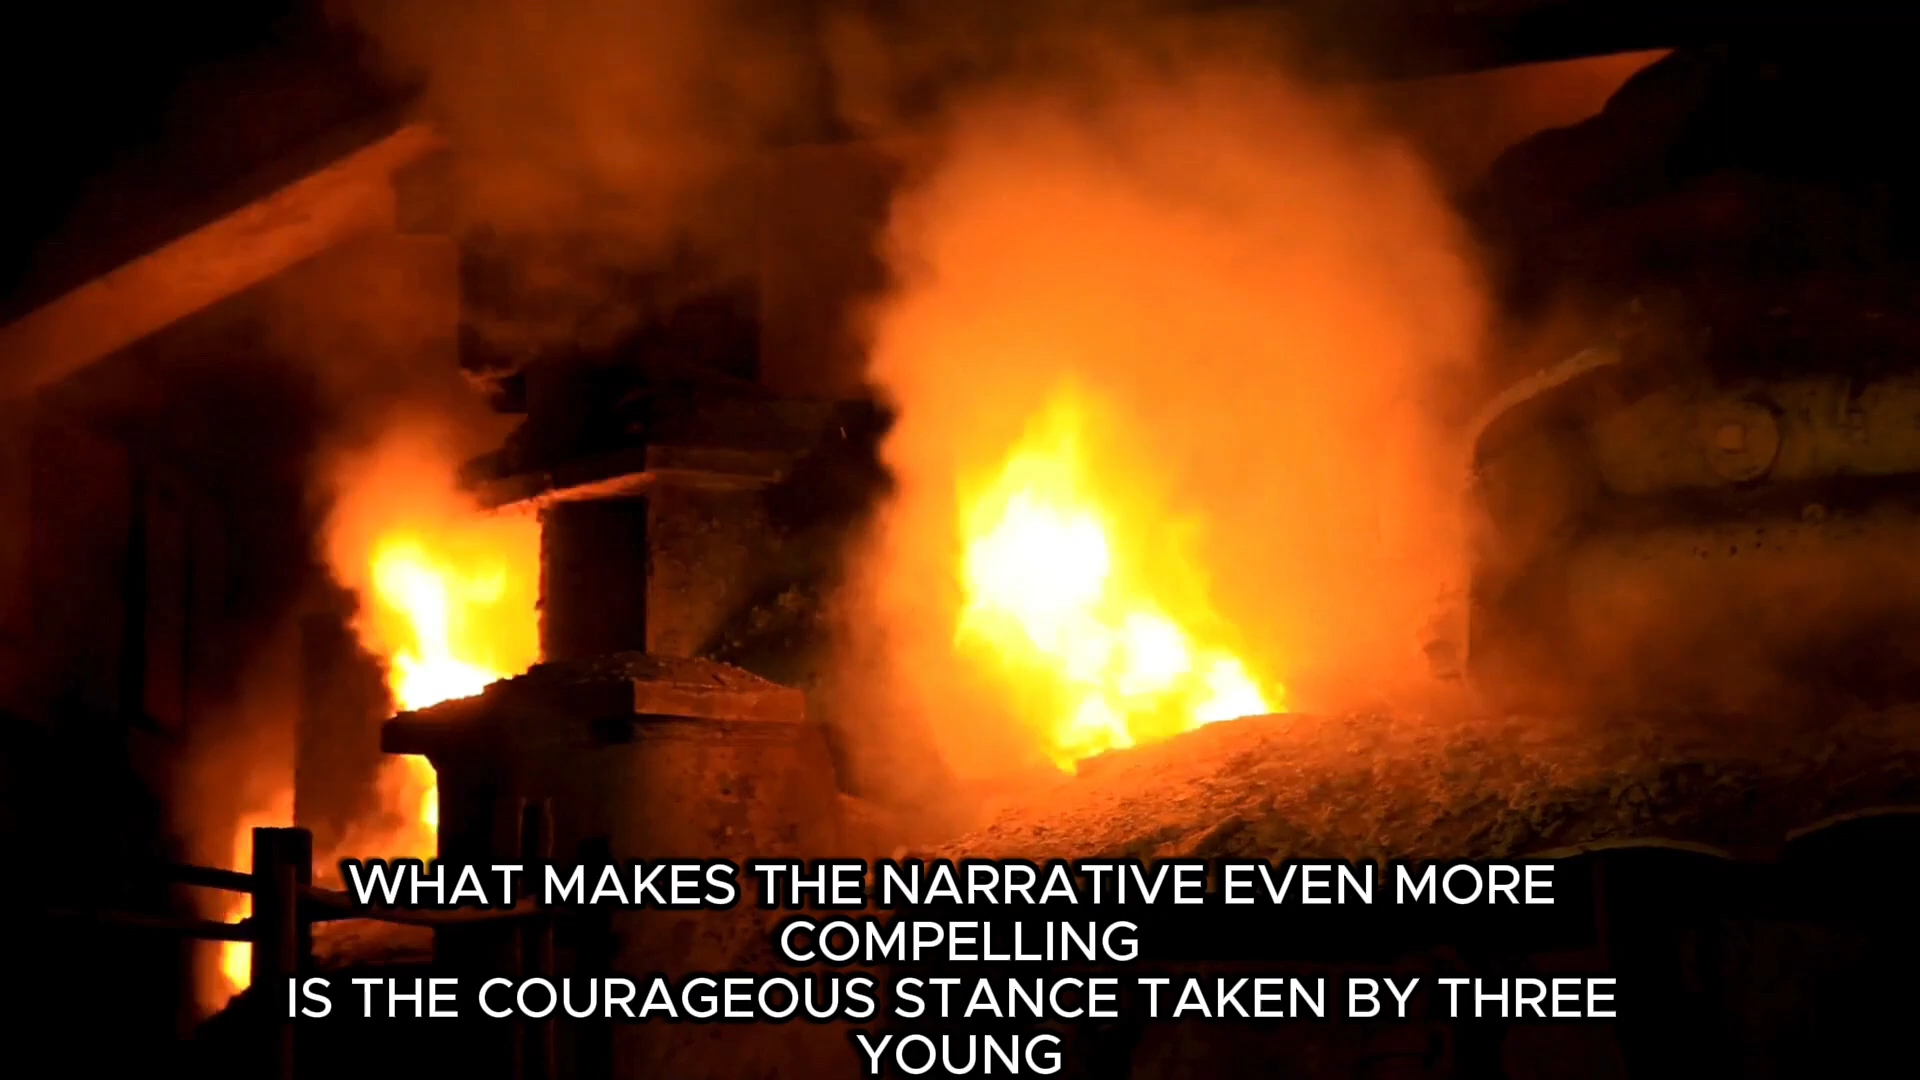 WHAT MAKES THE NARRATIVE EVEN MORE
COMPELLING
IS THE COURAGEOUS STANCE TAKEN BY THREE
YOUNG